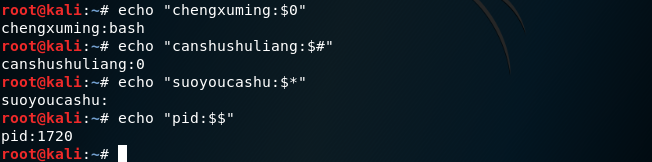 root@kali:~# echo "chengxuming:$0"
chengxuming:bash
root@kali:~# echo "canshushuliang:$#"
canshushuliang:0
root@kali:~# echo "suoyoucashu:$*"
suoyoucashu:
root@kali:~# echo "pid:$$"
pid:1720
root@kali:~#